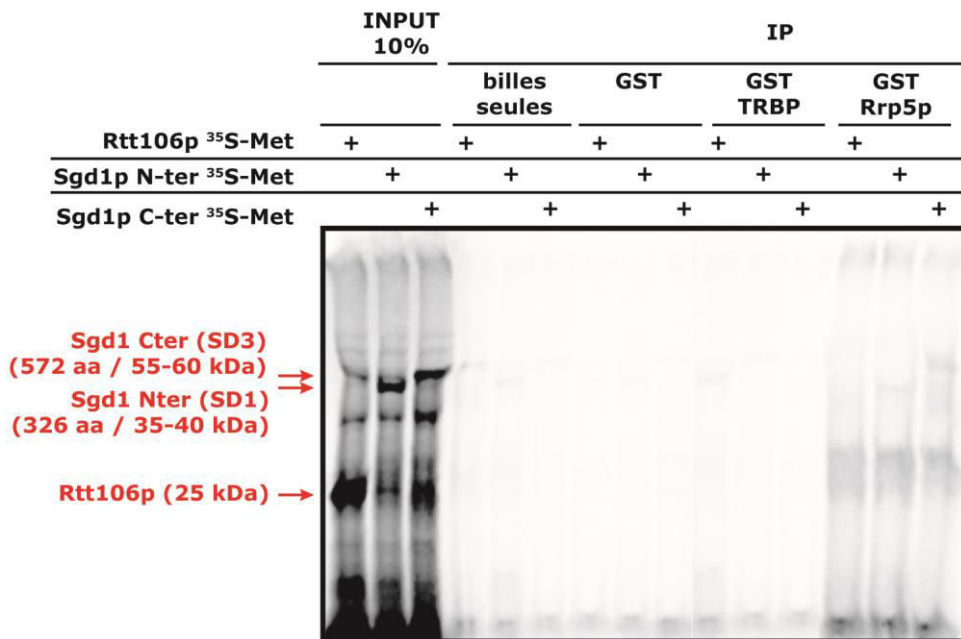 INPUT
10%
IP
billes
seules
GST
GST
TRBP
GST
Rrp5p
Rtt106p ³⁵S-Met + + + + +
Sgd1p N-ter ³⁵S-Met + + + + +
Sgd1p C-ter ³⁵S-Met + + + + +
Sgd1 Cter (SD3)
(572 aa / 55-60 kDa)
Sgd1 Nter (SD1)
(326 aa / 35-40 kDa)
Rtt106p (25 kDa)